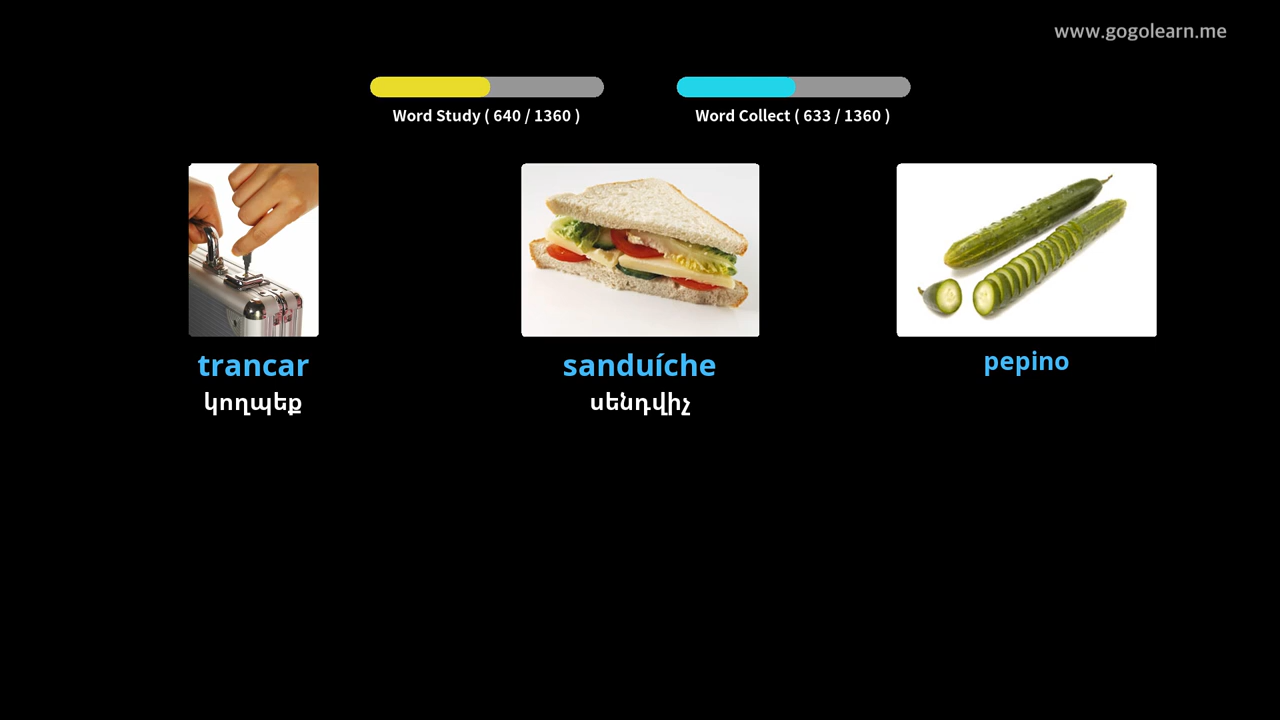 www.gogolearn.me
Word Study ( 640 / 1360 )
Word Collect ( 633 / 1360 )
trancar
կողպեք
sanduíche
սենդվիչ
pepino